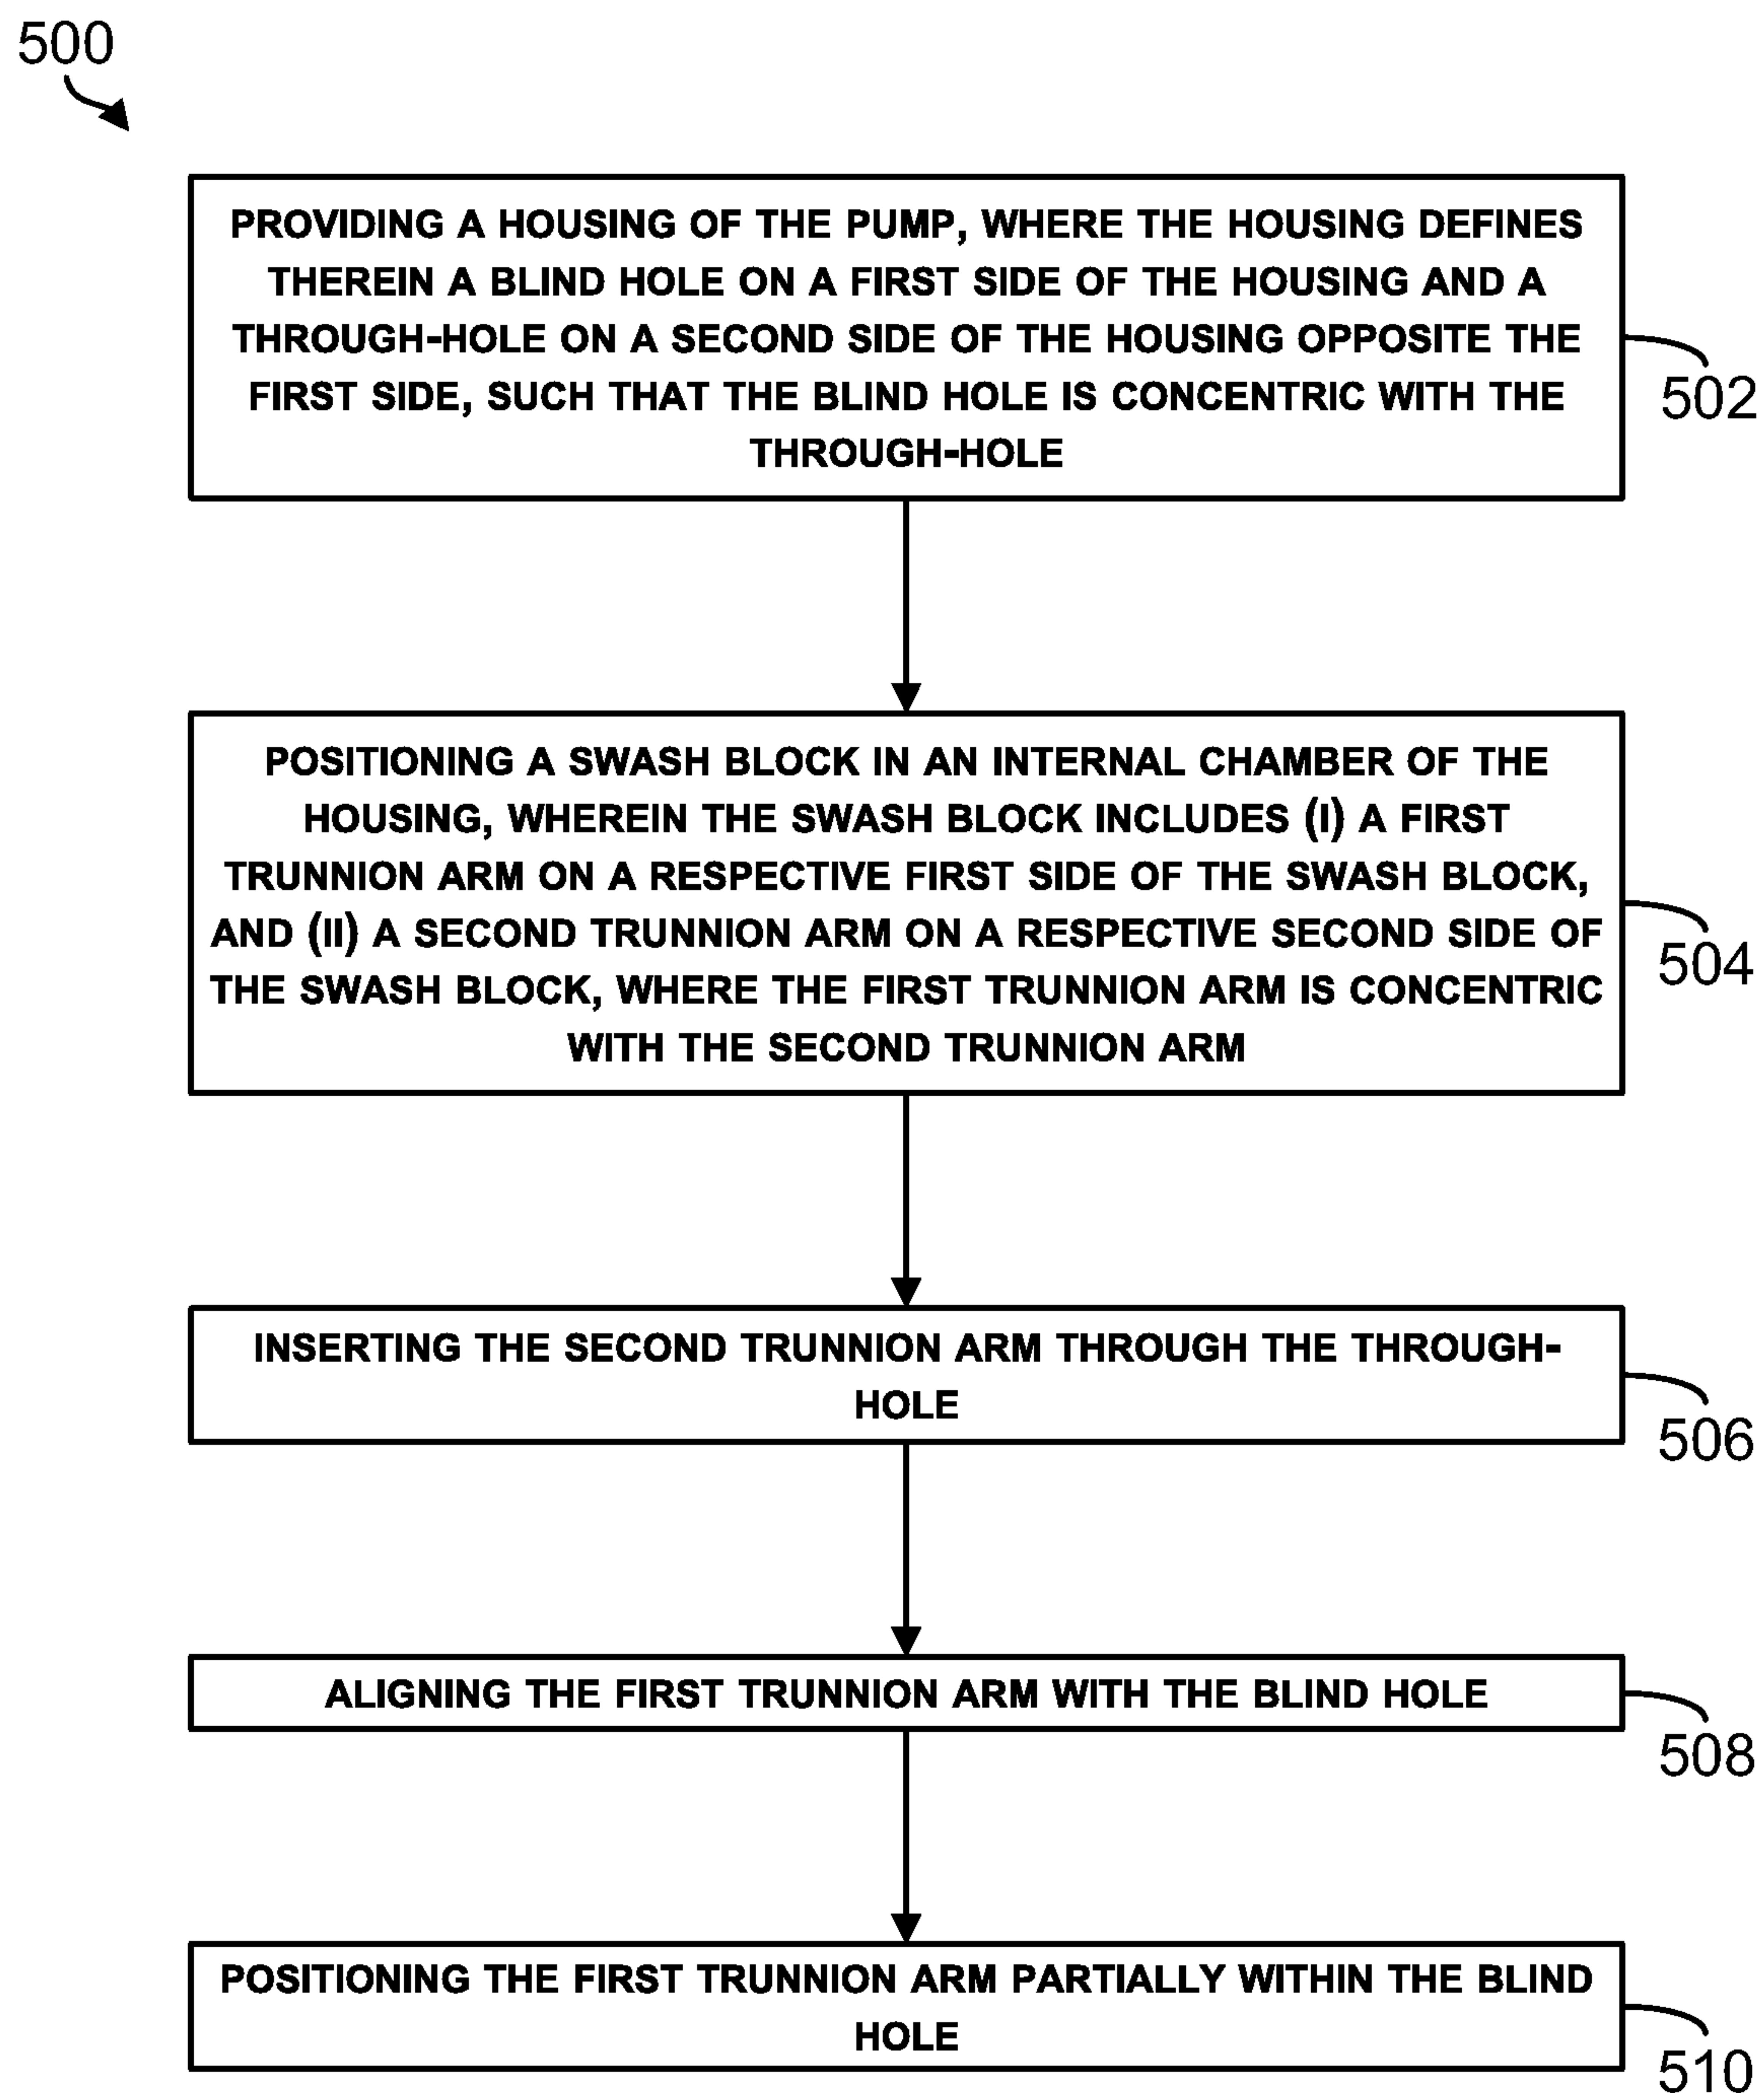 500
PROVIDING A HOUSING OF THE PUMP, WHERE THE HOUSING DEFINES
THEREIN A BLIND HOLE ON A FIRST SIDE OF THE HOUSING AND A
THROUGH-HOLE ON A SECOND SIDE OF THE HOUSING OPPOSITE THE
FIRST SIDE, SUCH THAT THE BLIND HOLE IS CONCENTRIC WITH THE
THROUGH-HOLE
502
POSITIONING A SWASH BLOCK IN AN INTERNAL CHAMBER OF THE
HOUSING, WHEREIN THE SWASH BLOCK INCLUDES (I) A FIRST
TRUNNION ARM ON A RESPECTIVE FIRST SIDE OF THE SWASH BLOCK,
AND (II) A SECOND TRUNNION ARM ON A RESPECTIVE SECOND SIDE OF
THE SWASH BLOCK, WHERE THE FIRST TRUNNION ARM IS CONCENTRIC
WITH THE SECOND TRUNNION ARM
504
INSERTING THE SECOND TRUNNION ARM THROUGH THE THROUGH-
HOLE
506
ALIGNING THE FIRST TRUNNION ARM WITH THE BLIND HOLE
508
POSITIONING THE FIRST TRUNNION ARM PARTIALLY WITHIN THE BLIND
HOLE
510